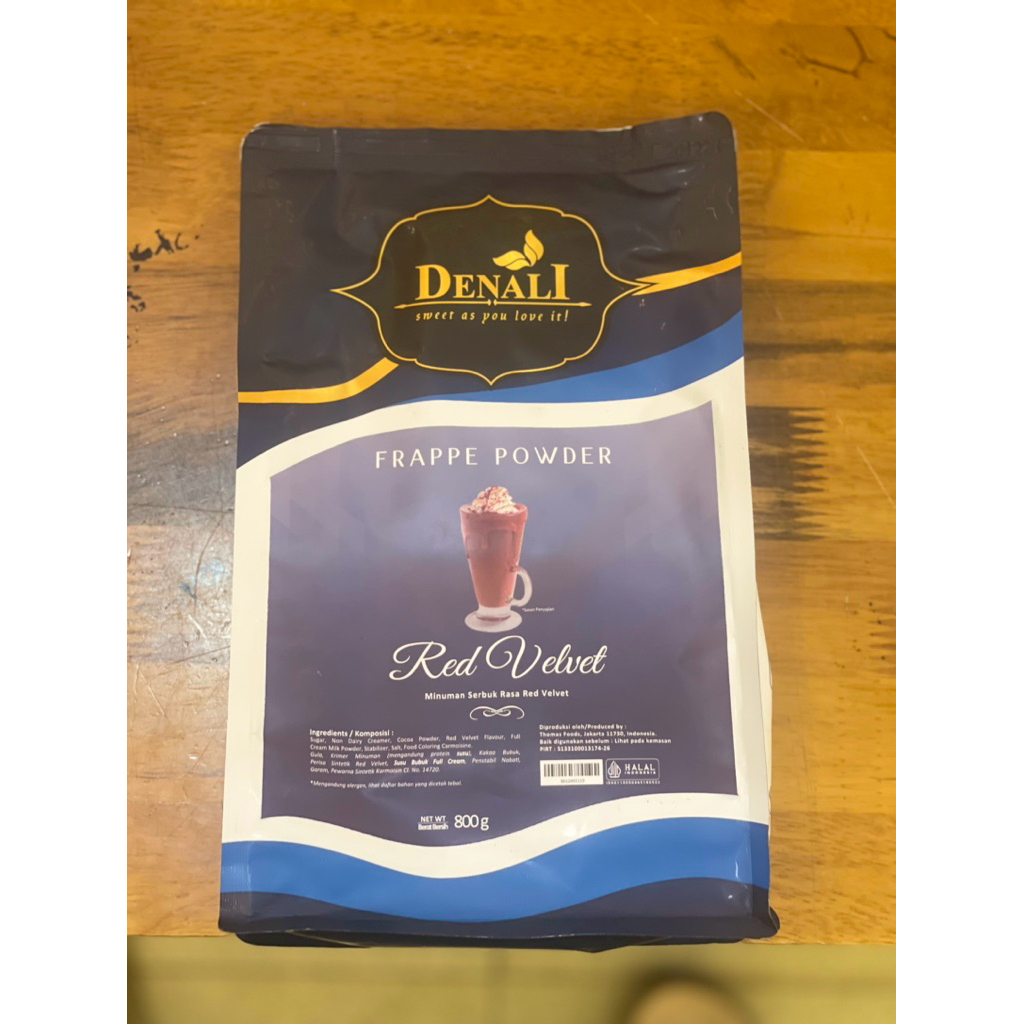 DENALI
sweet as you love it!
FRAPPE POWDER
*Saran Penyajian
Red Velvet
Minuman Serbuk Rasa Red Velvet
Ingredients / Komposisi :
Sugar, Non Dairy Creamer, Cocoa Powder, Red Velvet Flavour, Full
Cream Milk Powder, Stabilizer, Salt, Food Coloring Carmoisine.
Gula, Krimer Minuman (mengandung protein susu), Kakao Bubuk,
Perisa Sintetik Red Velvet, Susu Bubuk Full Cream, Penstabil Nabati,
Garam, Pewarna Sintetik Karmoisin CI. No. 14720.
*Mengandung alergen, lihat daftar bahan yang dicetak tebal.
Diproduksi oleh/Produced by :
Thomas Foods, Jakarta 11730, Indonesia.
Baik digunakan sebelum : Lihat pada kemasan
PIRT : 5133100013174-26
HALAL
INDONESIA
NET WT
Berat Bersih 800 g